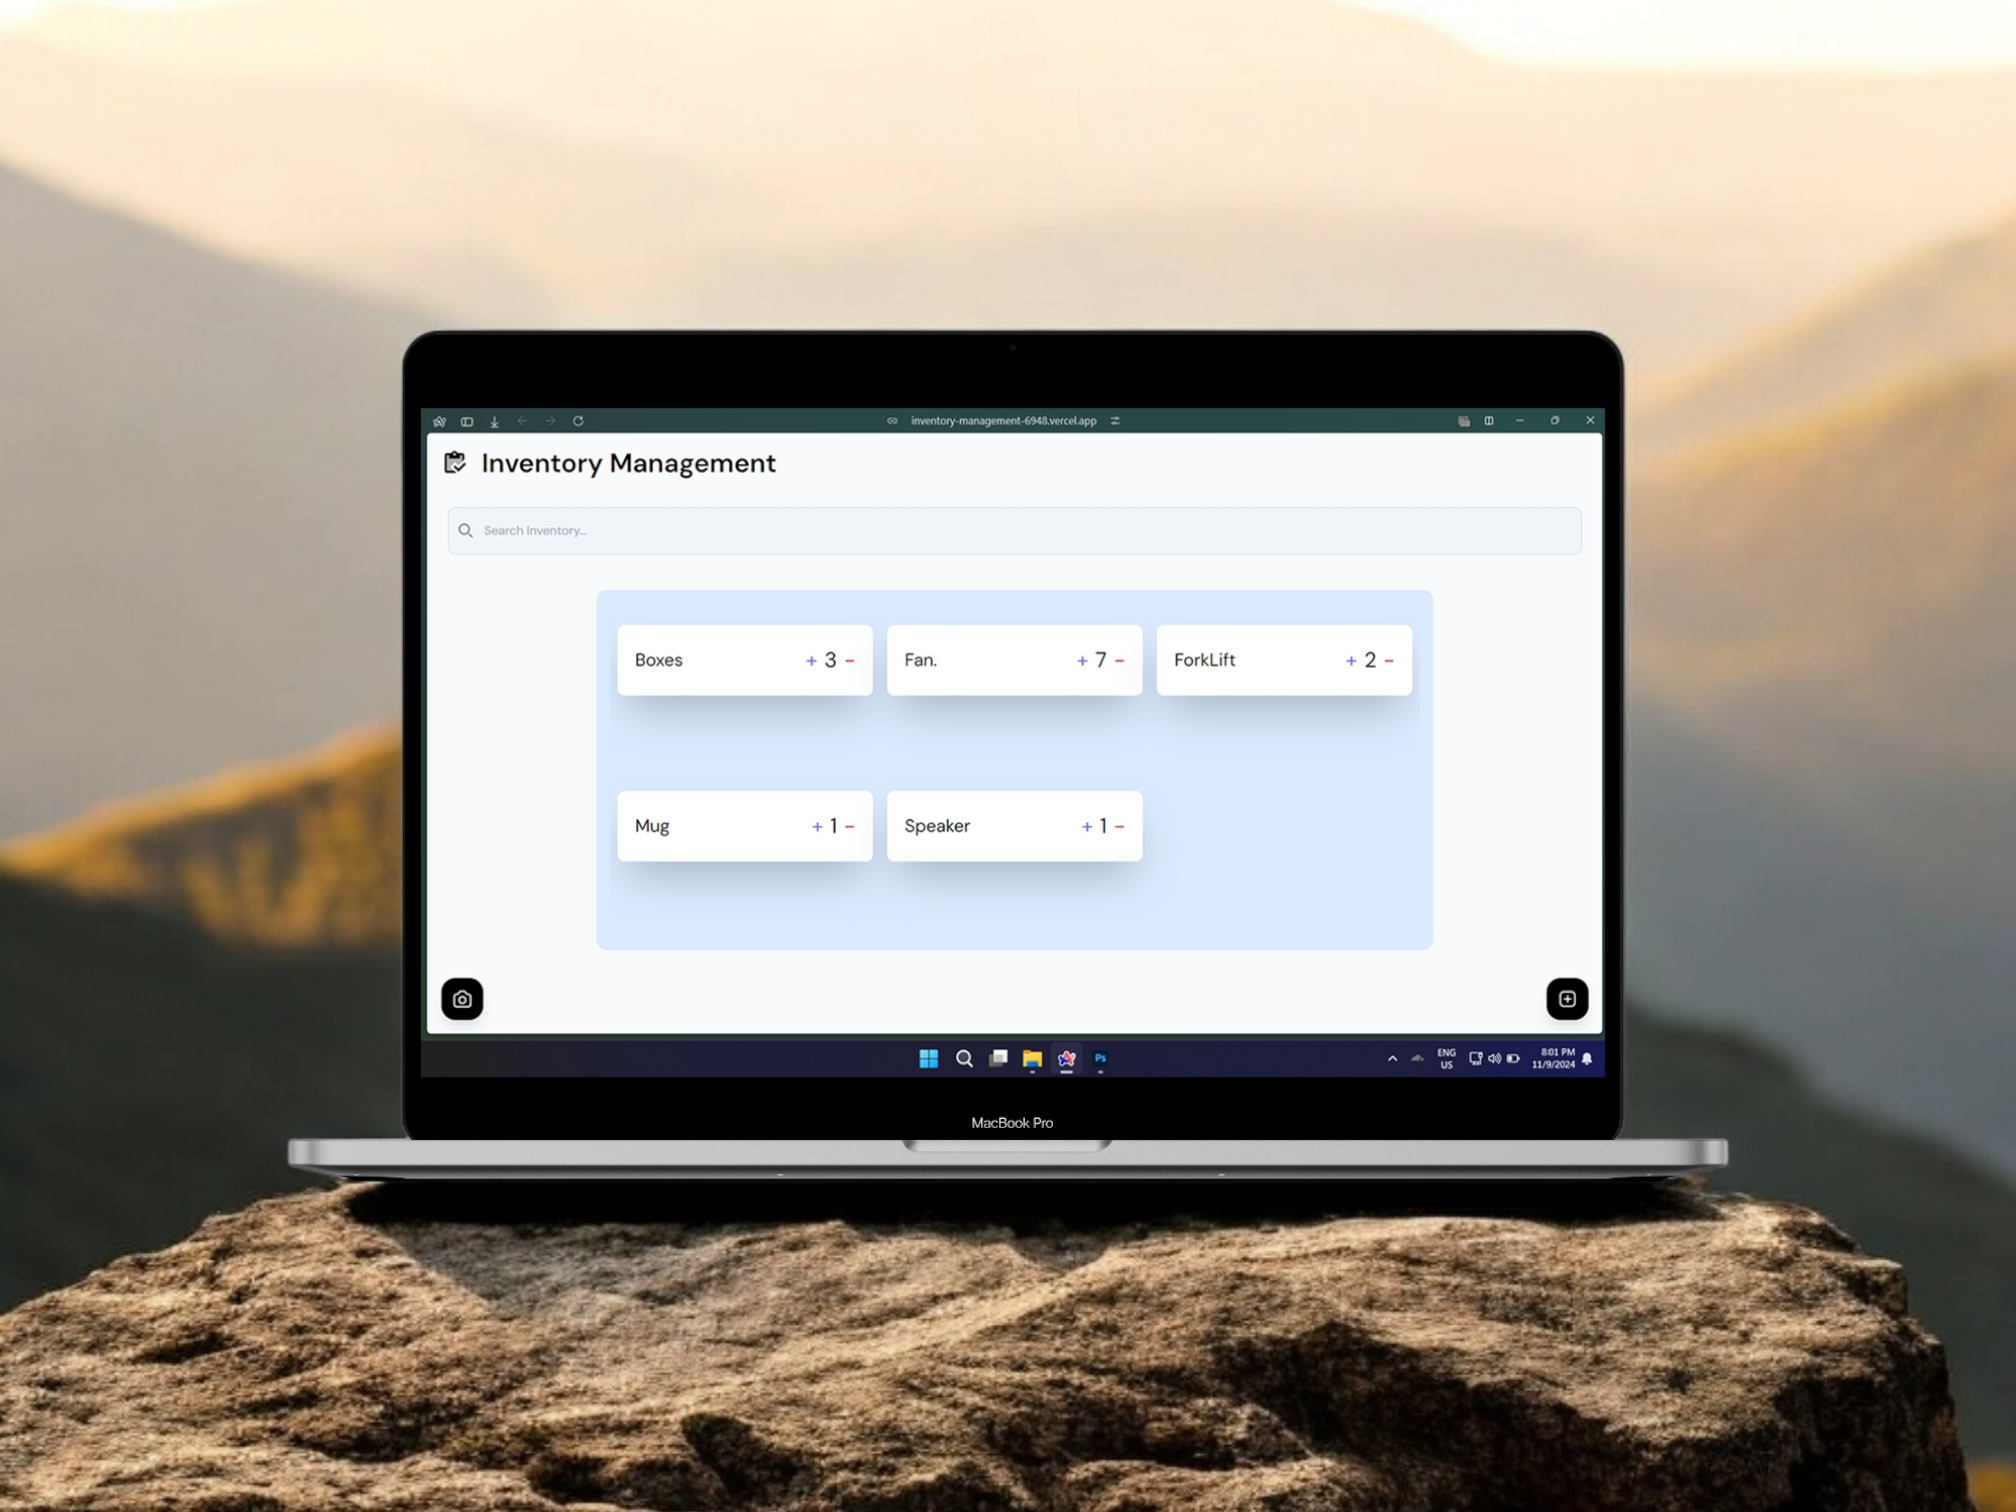 inventory-management-6948.vercel.app
Inventory Management
Search Inventory...
Boxes + 3 -
Fan. + 7 -
ForkLift + 2 -
Mug + 1 -
Speaker + 1 -
Ps
ENG
US
8:01 PM
11/9/2024
MacBook Pro